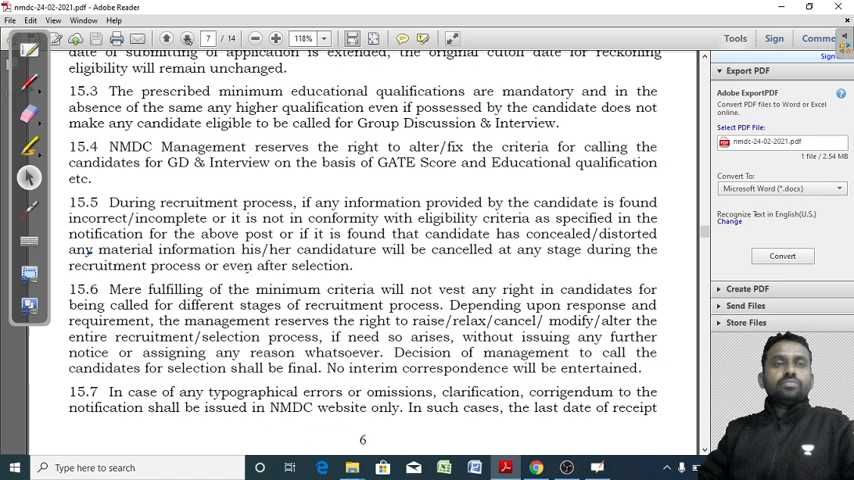 nmdc-24-02-2021.pdf - Adobe Reader
File Edit View Window Help
7 / 14 118% Tools Sign Comme
date of submitting of application is extended, the original cutoff date for reckoning
eligibility will remain unchanged.
15.3 The prescribed minimum educational qualifications are mandatory and in the
absence of the same any higher qualification even if possessed by the candidate does not
make any candidate eligible to be called for Group Discussion & Interview.
15.4 NMDC Management reserves the right to alter/fix the criteria for calling the
candidates for GD & Interview on the basis of GATE Score and Educational qualification
etc.
15.5 During recruitment process, if any information provided by the candidate is found
incorrect/incomplete or it is not in conformity with eligibility criteria as specified in the
notification for the above post or if it is found that candidate has concealed/distorted
any material information his/her candidature will be cancelled at any stage during the
recruitment process or even after selection.
15.6 Mere fulfilling of the minimum criteria will not vest any right in candidates for
being called for different stages of recruitment process. Depending upon response and
requirement, the management reserves the right to raise/relax/cancel/ modify/alter the
entire recruitment/selection process, if need so arises, without issuing any further
notice or assigning any reason whatsoever. Decision of management to call the
candidates for selection shall be final. No interim correspondence will be entertained.
15.7 In case of any typographical errors or omissions, clarification, corrigendum to the
notification shall be issued in NMDC website only. In such cases, the last date of receipt
6
Export PDF
Adobe ExportPDF
Convert PDF files to Word or Excel
online.
Select PDF File:
nmdc-24-02-2021.pdf
1 file / 2.54 MB
Convert To:
Microsoft Word (*.docx)
Recognize Text in English(U.S.)
Change
Convert
Create PDF
Send Files
Store Files
Type here to search